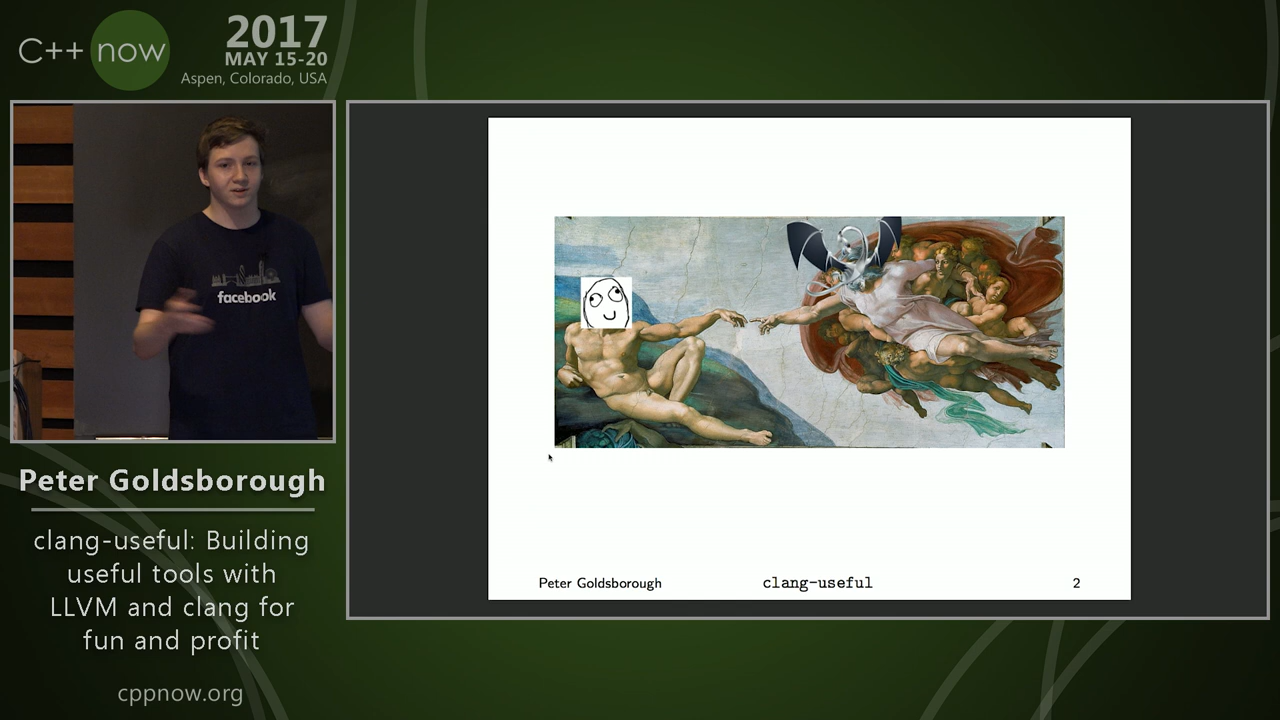 C++ now
2017
MAY 15-20
Aspen, Colorado, USA
facebook
Peter Goldsborough
clang-useful: Building
useful tools with
LLVM and clang for
fun and profit
cppnow.org
Peter Goldsborough clang-useful 2